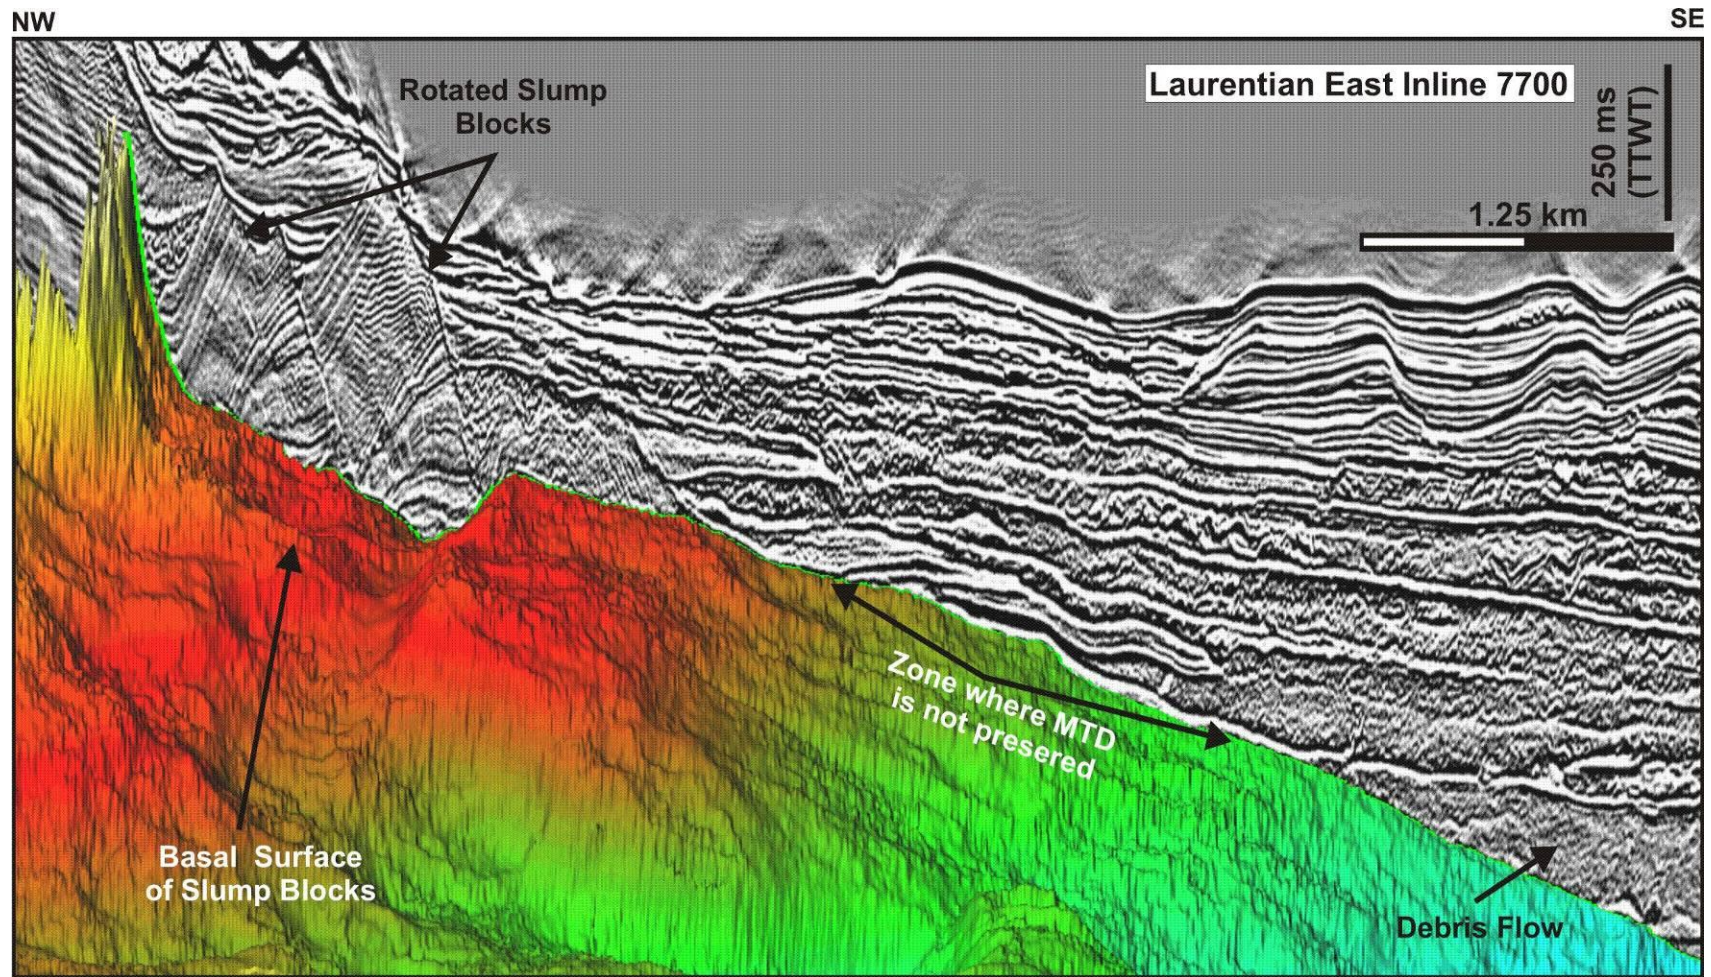 NW
SE
Rotated Slump
Blocks
Laurentian East Inline 7700
250 ms
(TTWT)
1.25 km
Zone where MTD
is not presered
Basal Surface
of Slump Blocks
Debris Flow